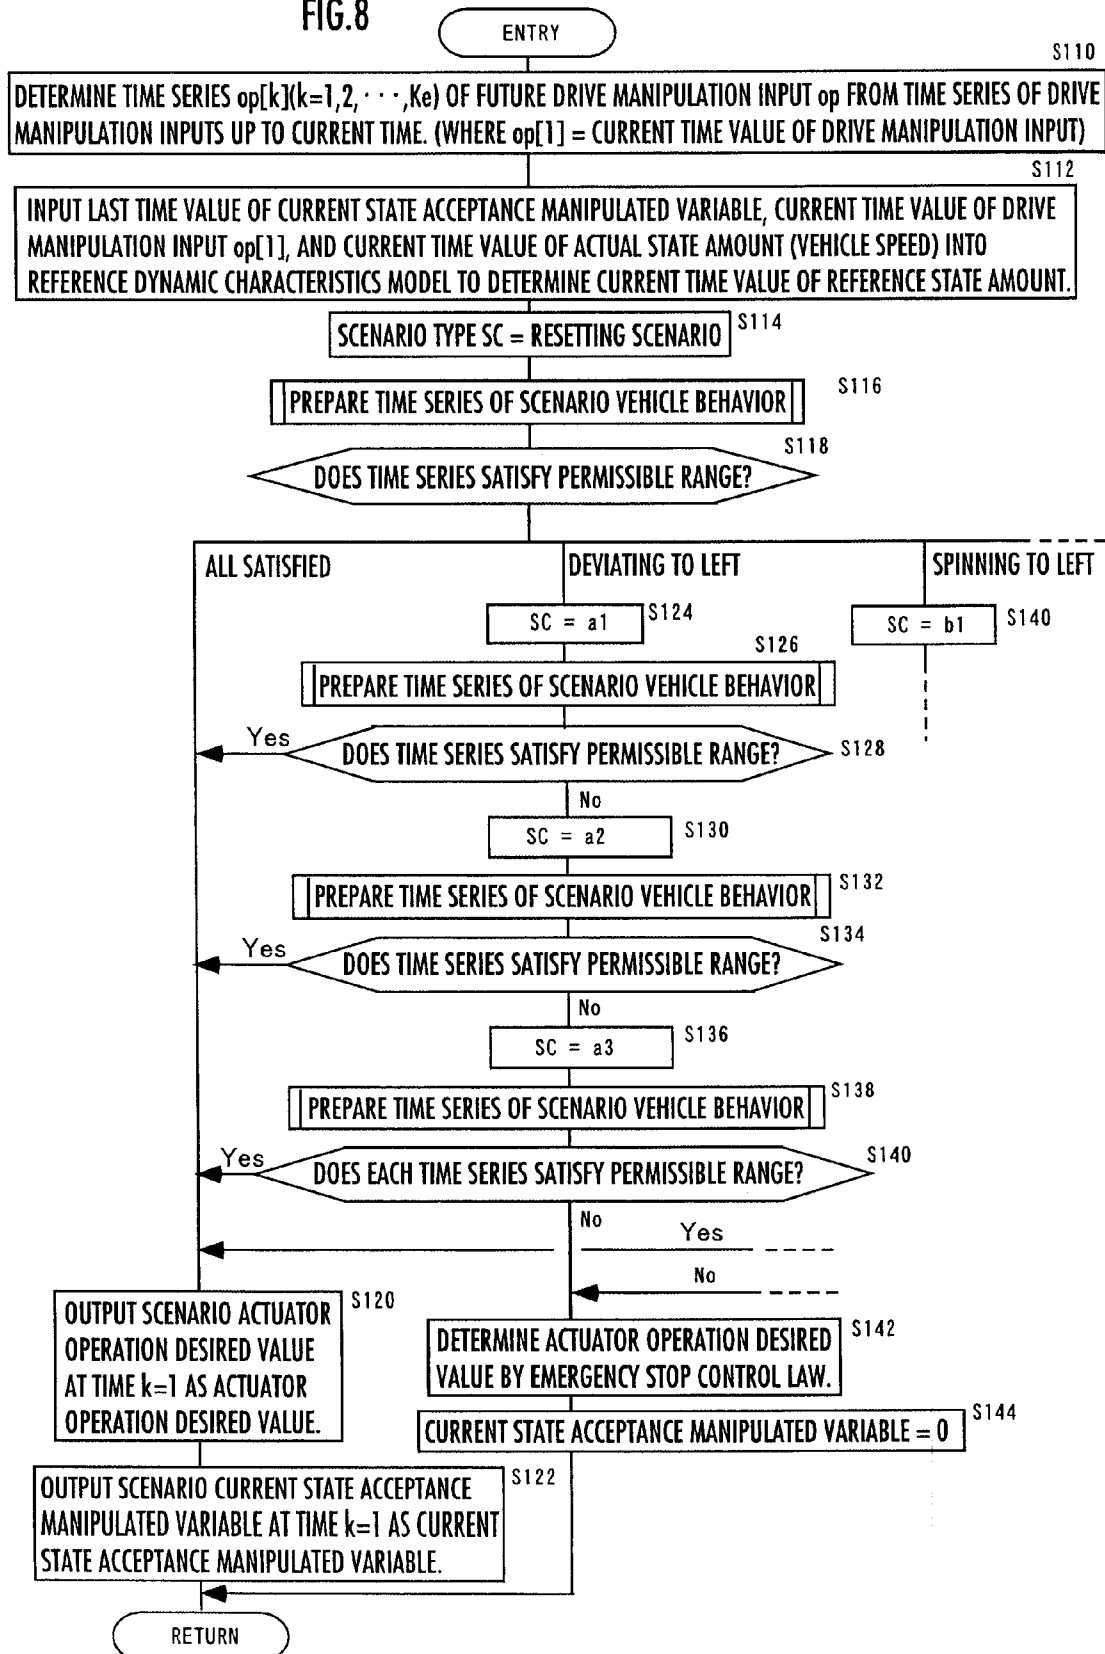 FIG.8
ENTRY
S110
DETERMINE TIME SERIES op[k](k=1,2, ···,Ke) OF FUTURE DRIVE MANIPULATION INPUT op FROM TIME SERIES OF DRIVE
MANIPULATION INPUTS UP TO CURRENT TIME. (WHERE op[1] = CURRENT TIME VALUE OF DRIVE MANIPULATION INPUT)
S112
INPUT LAST TIME VALUE OF CURRENT STATE ACCEPTANCE MANIPULATED VARIABLE, CURRENT TIME VALUE OF DRIVE
MANIPULATION INPUT op[1], AND CURRENT TIME VALUE OF ACTUAL STATE AMOUNT (VEHICLE SPEED) INTO
REFERENCE DYNAMIC CHARACTERISTICS MODEL TO DETERMINE CURRENT TIME VALUE OF REFERENCE STATE AMOUNT.
SCENARIO TYPE SC = RESETTING SCENARIO
S114
PREPARE TIME SERIES OF SCENARIO VEHICLE BEHAVIOR
S116
S118
DOES TIME SERIES SATISFY PERMISSIBLE RANGE?
ALL SATISFIED
DEVIATING TO LEFT
SPINNING TO LEFT
SC = a1
S124
SC = b1
S140
S126
PREPARE TIME SERIES OF SCENARIO VEHICLE BEHAVIOR
Yes
DOES TIME SERIES SATISFY PERMISSIBLE RANGE?
S128
No
SC = a2
S130
PREPARE TIME SERIES OF SCENARIO VEHICLE BEHAVIOR
S132
S134
Yes
DOES TIME SERIES SATISFY PERMISSIBLE RANGE?
No
SC = a3
S136
PREPARE TIME SERIES OF SCENARIO VEHICLE BEHAVIOR
S138
S140
Yes
DOES EACH TIME SERIES SATISFY PERMISSIBLE RANGE?
No
Yes
No
S120
OUTPUT SCENARIO ACTUATOR
OPERATION DESIRED VALUE
AT TIME k=1 AS ACTUATOR
OPERATION DESIRED VALUE.
S142
DETERMINE ACTUATOR OPERATION DESIRED
VALUE BY EMERGENCY STOP CONTROL LAW.
S144
CURRENT STATE ACCEPTANCE MANIPULATED VARIABLE = 0
S122
OUTPUT SCENARIO CURRENT STATE ACCEPTANCE
MANIPULATED VARIABLE AT TIME k=1 AS CURRENT
STATE ACCEPTANCE MANIPULATED VARIABLE.
RETURN